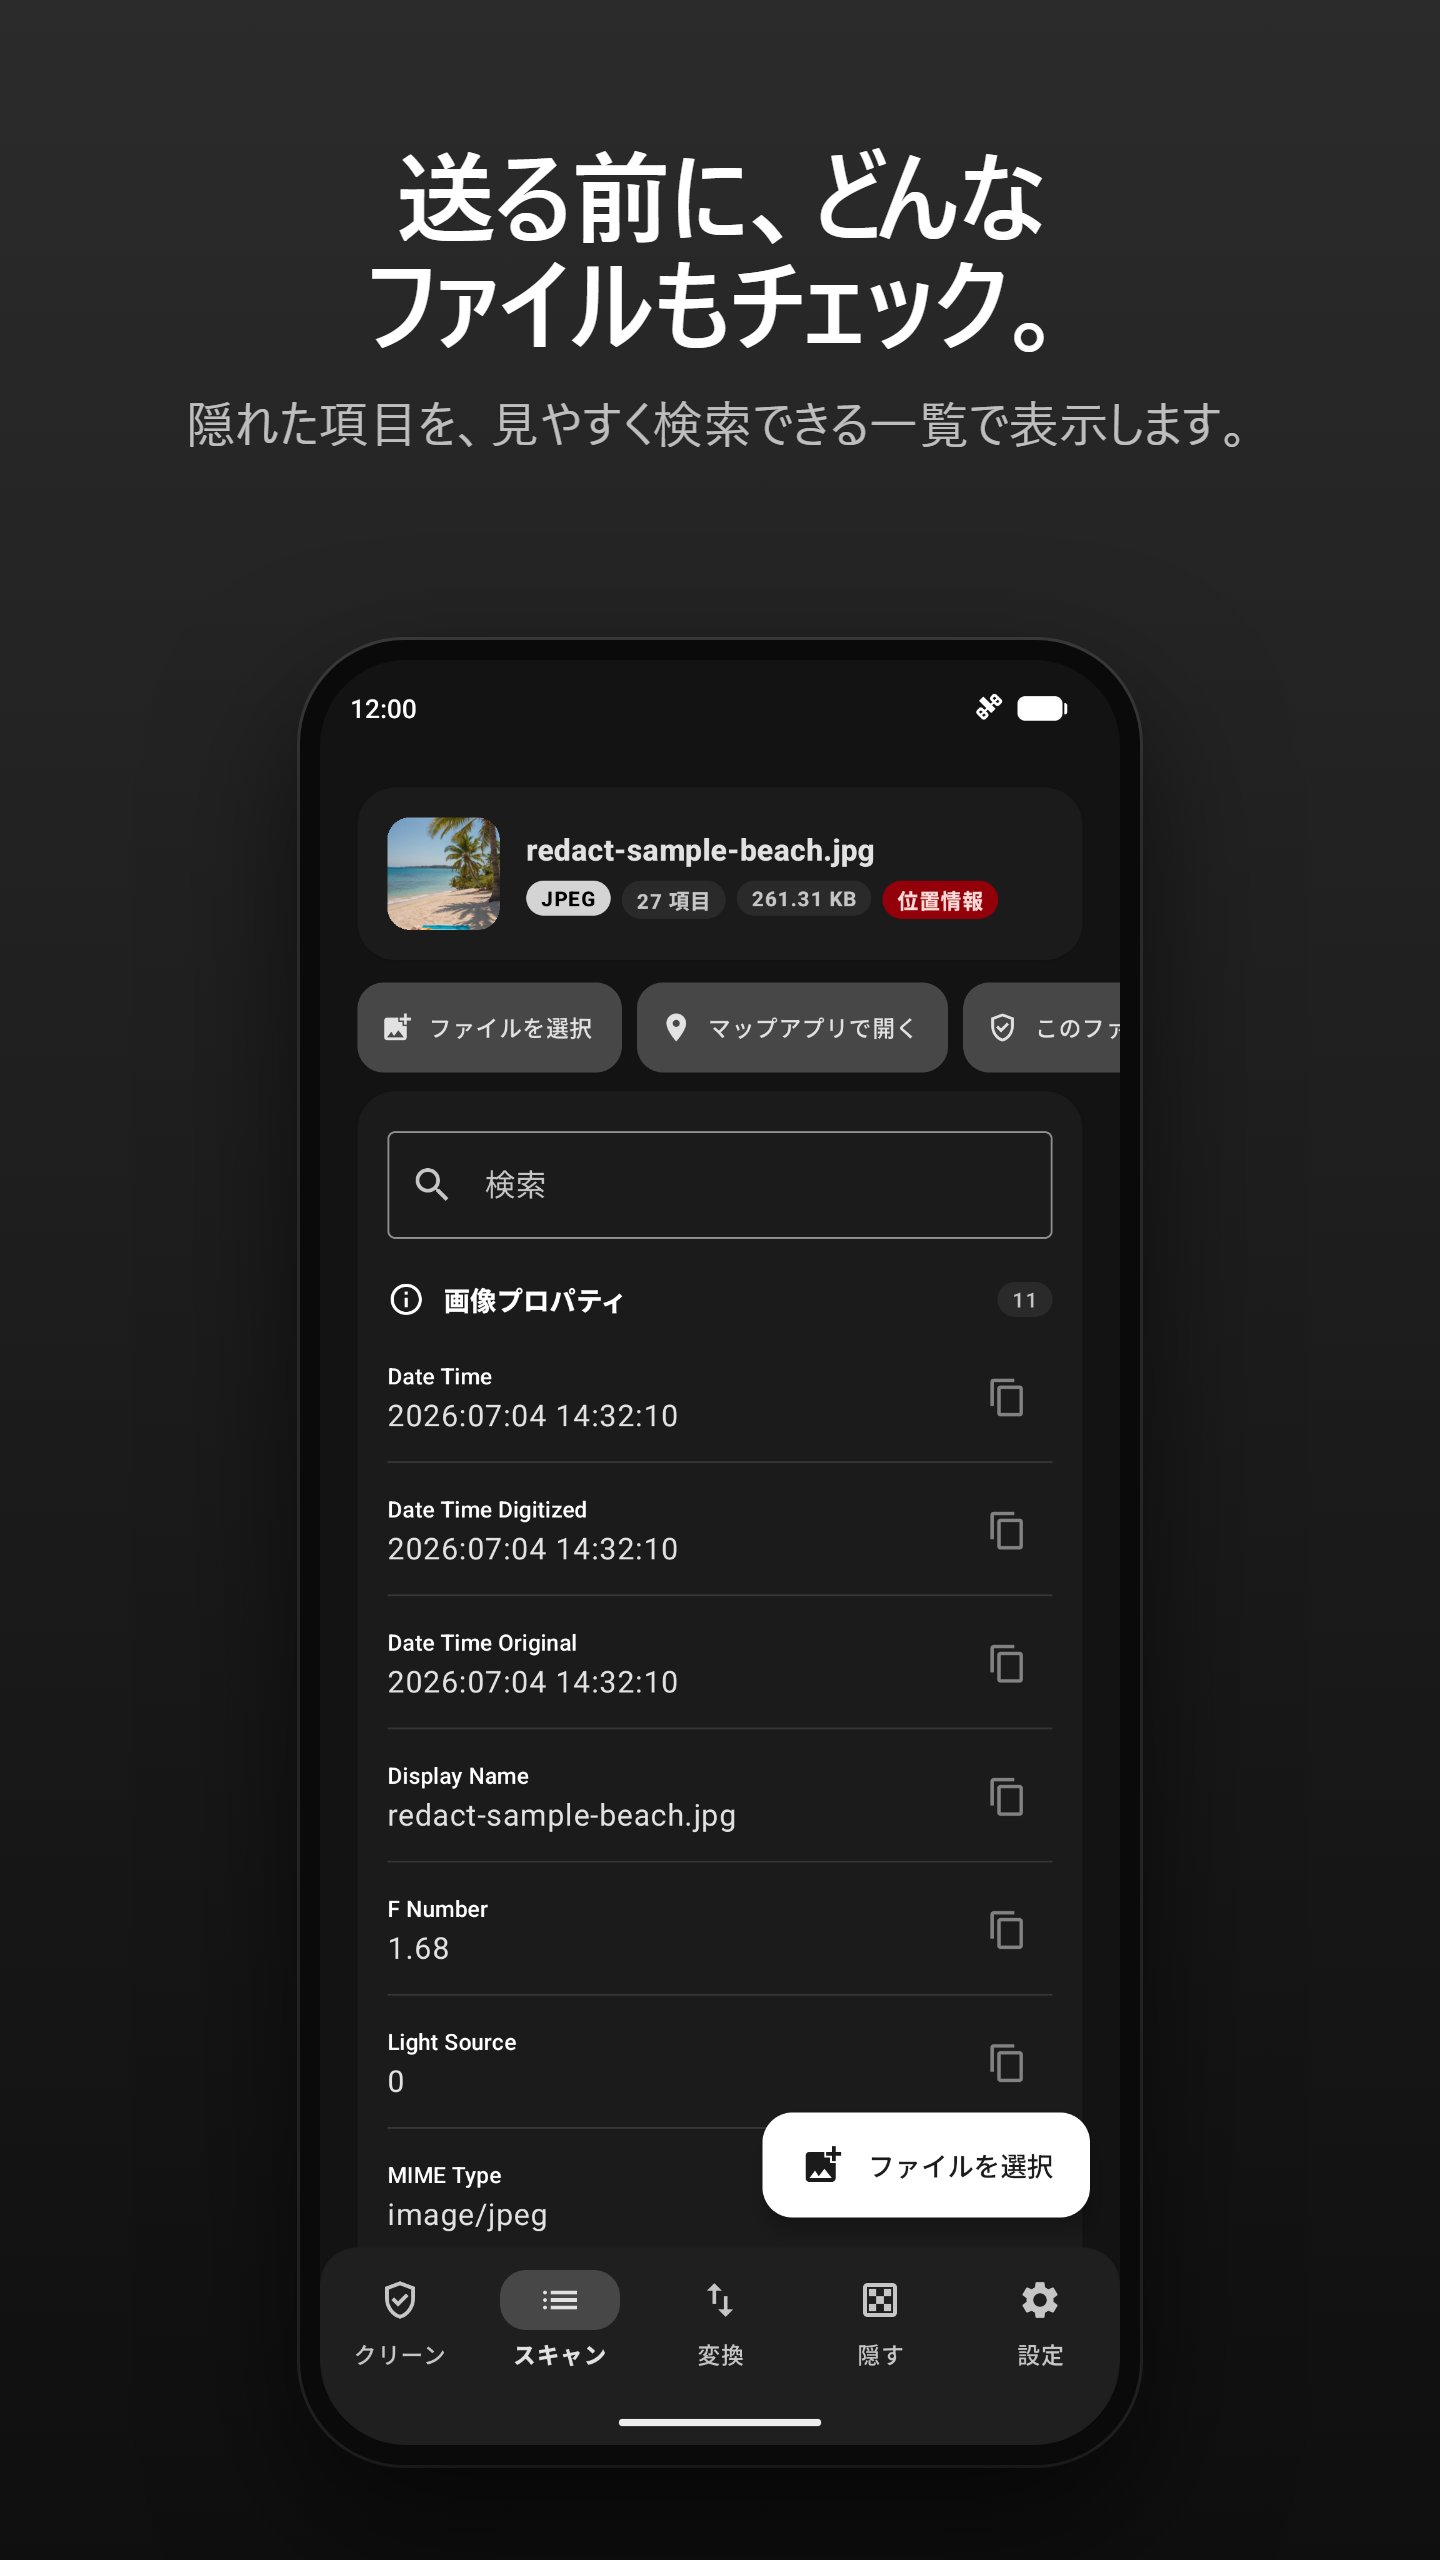 送る前に、どんな
ファイルもチェック。
隠れた項目を、見やすく検索できる一覧で表示します。
12:00
redact-sample-beach.jpg
JPEG 27 項目 261.31 KB 位置情報
ファイルを選択 マップアプリで開く このファ
検索
画像プロパティ 11
Date Time
2026:07:04 14:32:10
Date Time Digitized
2026:07:04 14:32:10
Date Time Original
2026:07:04 14:32:10
Display Name
redact-sample-beach.jpg
F Number
1.68
Light Source
0
MIME Type
image/jpeg
ファイルを選択
クリーン スキャン 変換 隠す 設定